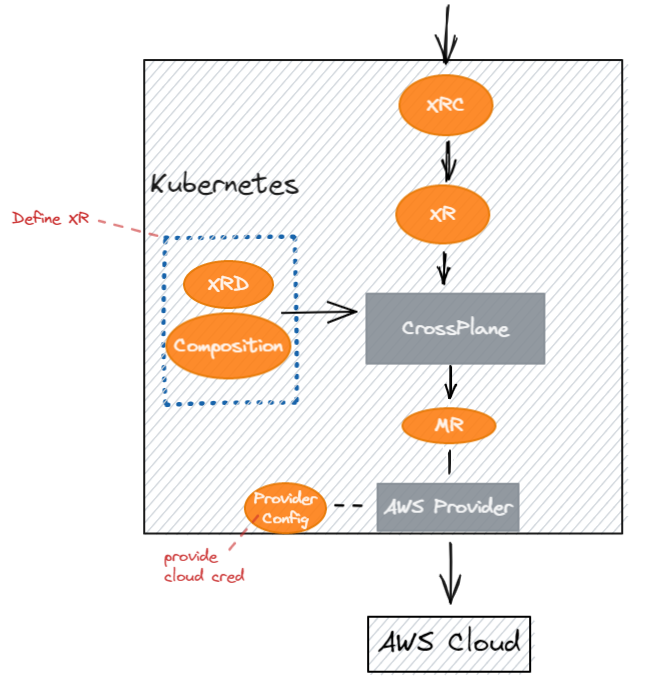 XRC
Kubernetes
XR
Define XR
XRD
CrossPlane
Composition
MR
Provider
Config
AWS Provider
provide
cloud cred
AWS Cloud